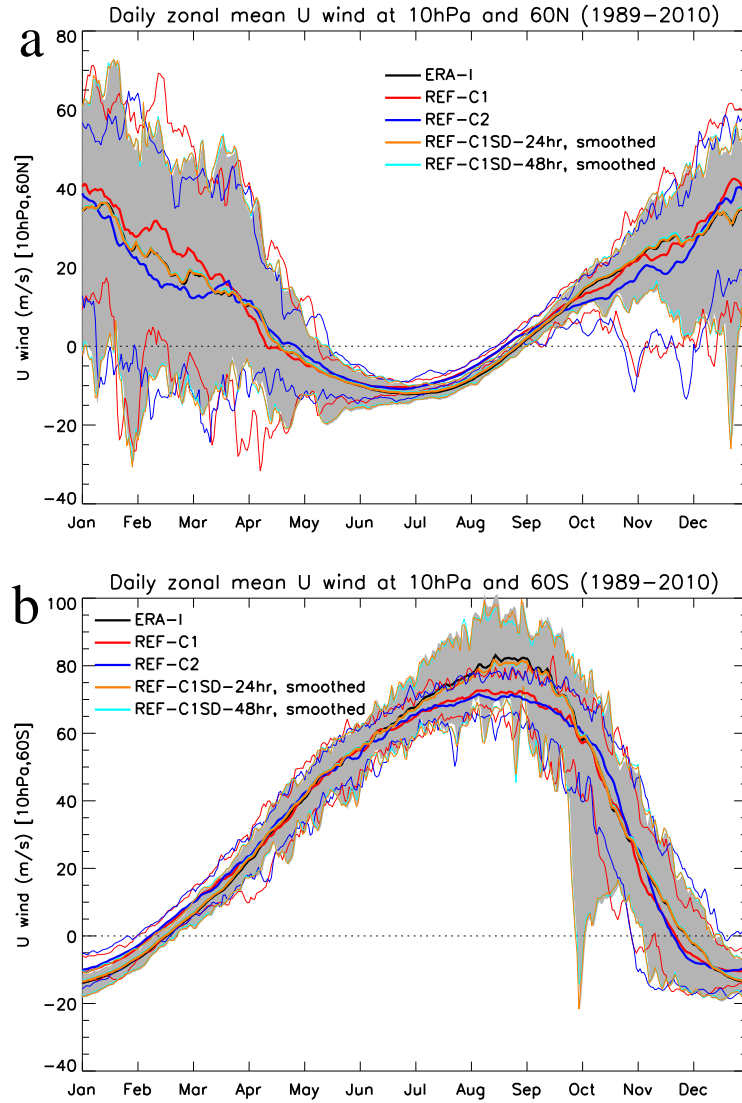 a
Daily zonal mean U wind at 10hPa and 60N (1989−2010)
U wind (m/s) [10hPa,60N]
80
60
40
20
0
−20
−40
ERA−I
REF−C1
REF−C2
REF−C1SD−24hr, smoothed
REF−C1SD−48hr, smoothed
Jan Feb Mar Apr May Jun Jul Aug Sep Oct Nov Dec
b
Daily zonal mean U wind at 10hPa and 60S (1989−2010)
U wind (m/s) [10hPa,60S]
100
80
60
40
20
0
−20
−40
ERA−I
REF−C1
REF−C2
REF−C1SD−24hr, smoothed
REF−C1SD−48hr, smoothed
Jan Feb Mar Apr May Jun Jul Aug Sep Oct Nov Dec